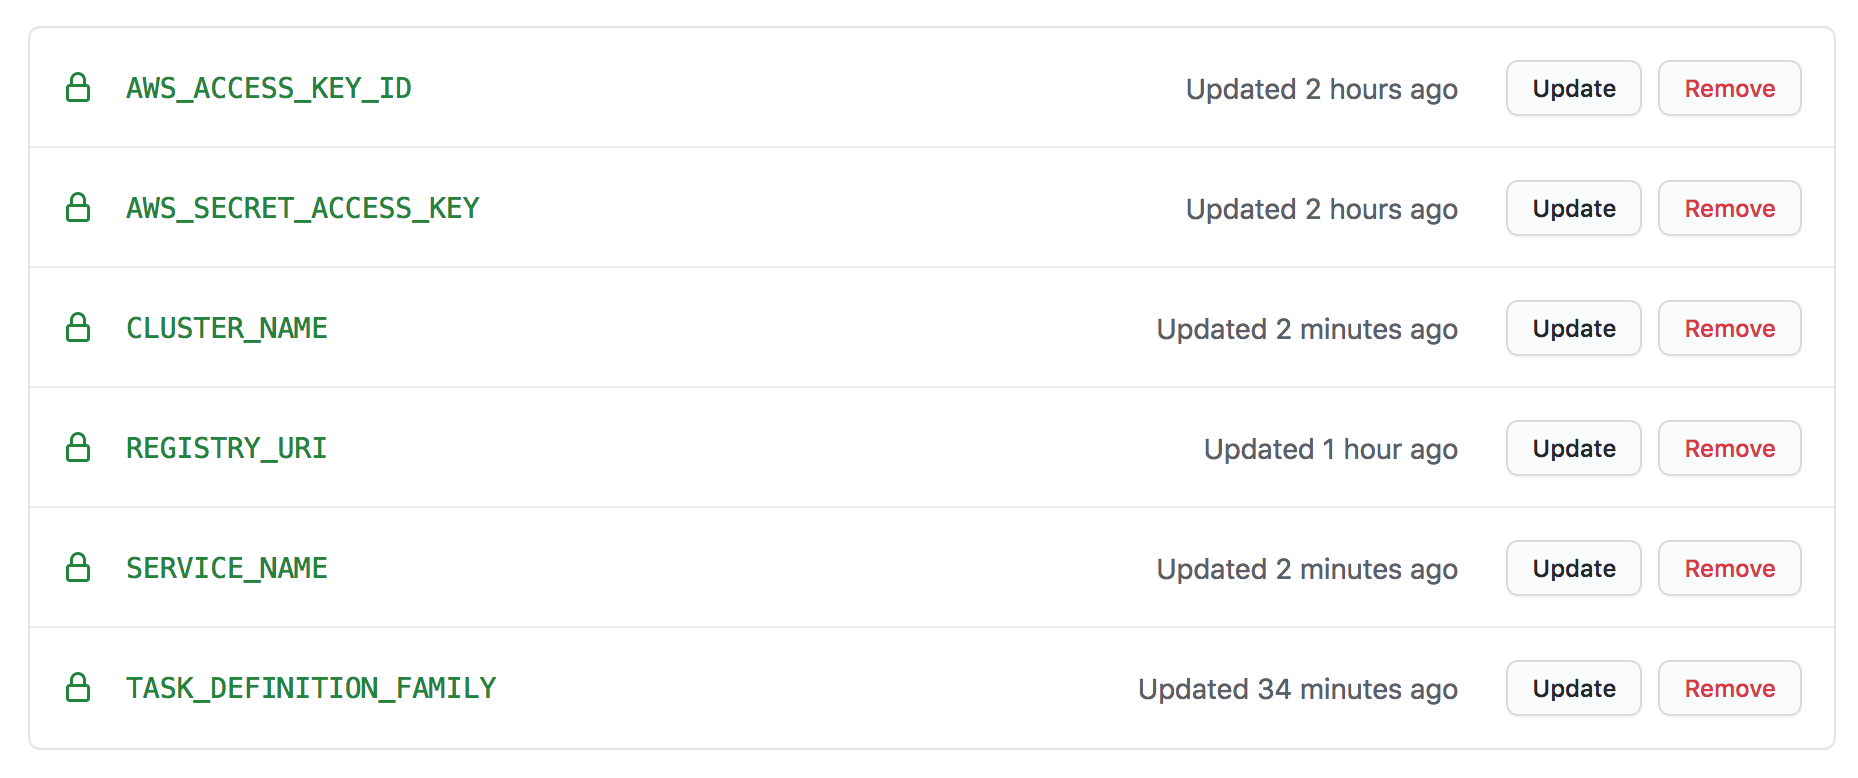 AWS_ACCESS_KEY_ID Updated 2 hours ago Update Remove
AWS_SECRET_ACCESS_KEY Updated 2 hours ago Update Remove
CLUSTER_NAME Updated 2 minutes ago Update Remove
REGISTRY_URI Updated 1 hour ago Update Remove
SERVICE_NAME Updated 2 minutes ago Update Remove
TASK_DEFINITION_FAMILY Updated 34 minutes ago Update Remove